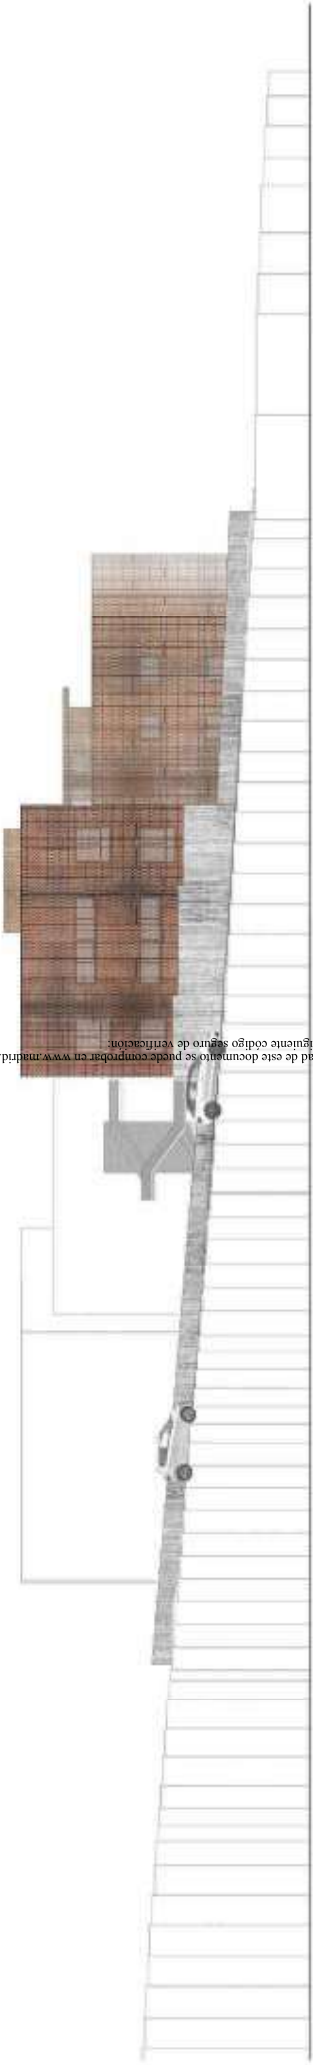 ad de este documento se puede comprobar en www.madrid.
iguiente código seguro de verificación: